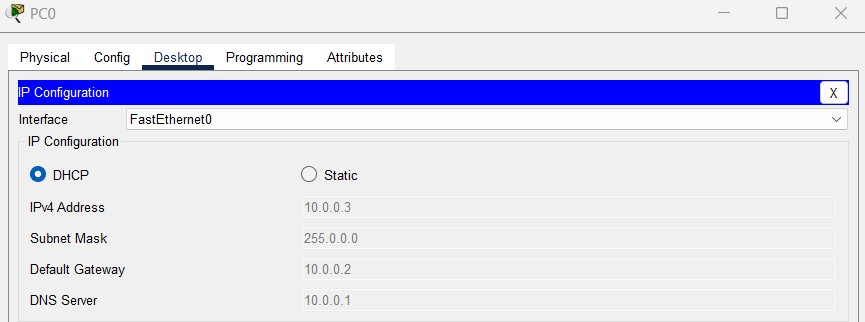 PC0
Physical Config Desktop Programming Attributes
IP Configuration
X
Interface FastEthernet0
IP Configuration
DHCP Static
IPv4 Address 10.0.0.3
Subnet Mask 255.0.0.0
Default Gateway 10.0.0.2
DNS Server 10.0.0.1